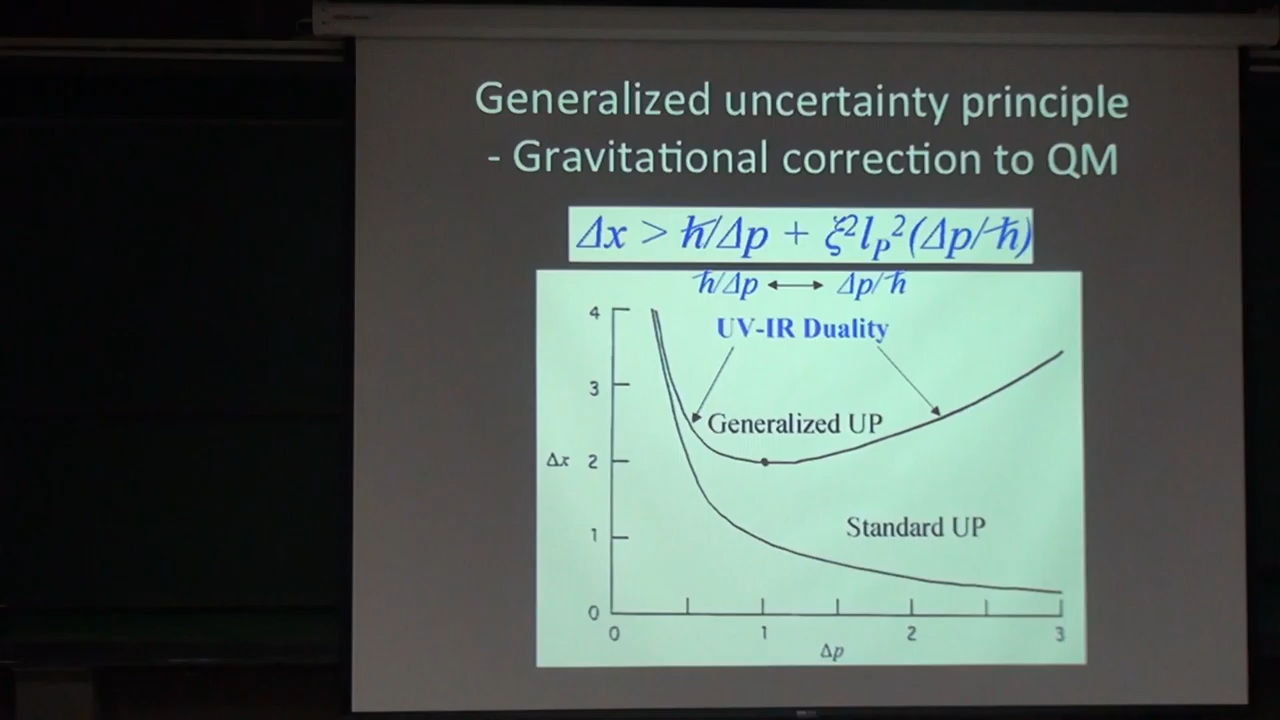 Generalized uncertainty principle
- Gravitational correction to QM
Δx > ħ/Δp + ξ²lₚ²(Δp/ħ)
ħ/Δp ⟷ Δp/ħ
UV-IR Duality
4
3
Generalized UP
Δx 2
Standard UP
1
0
0 1 2 3
Δp